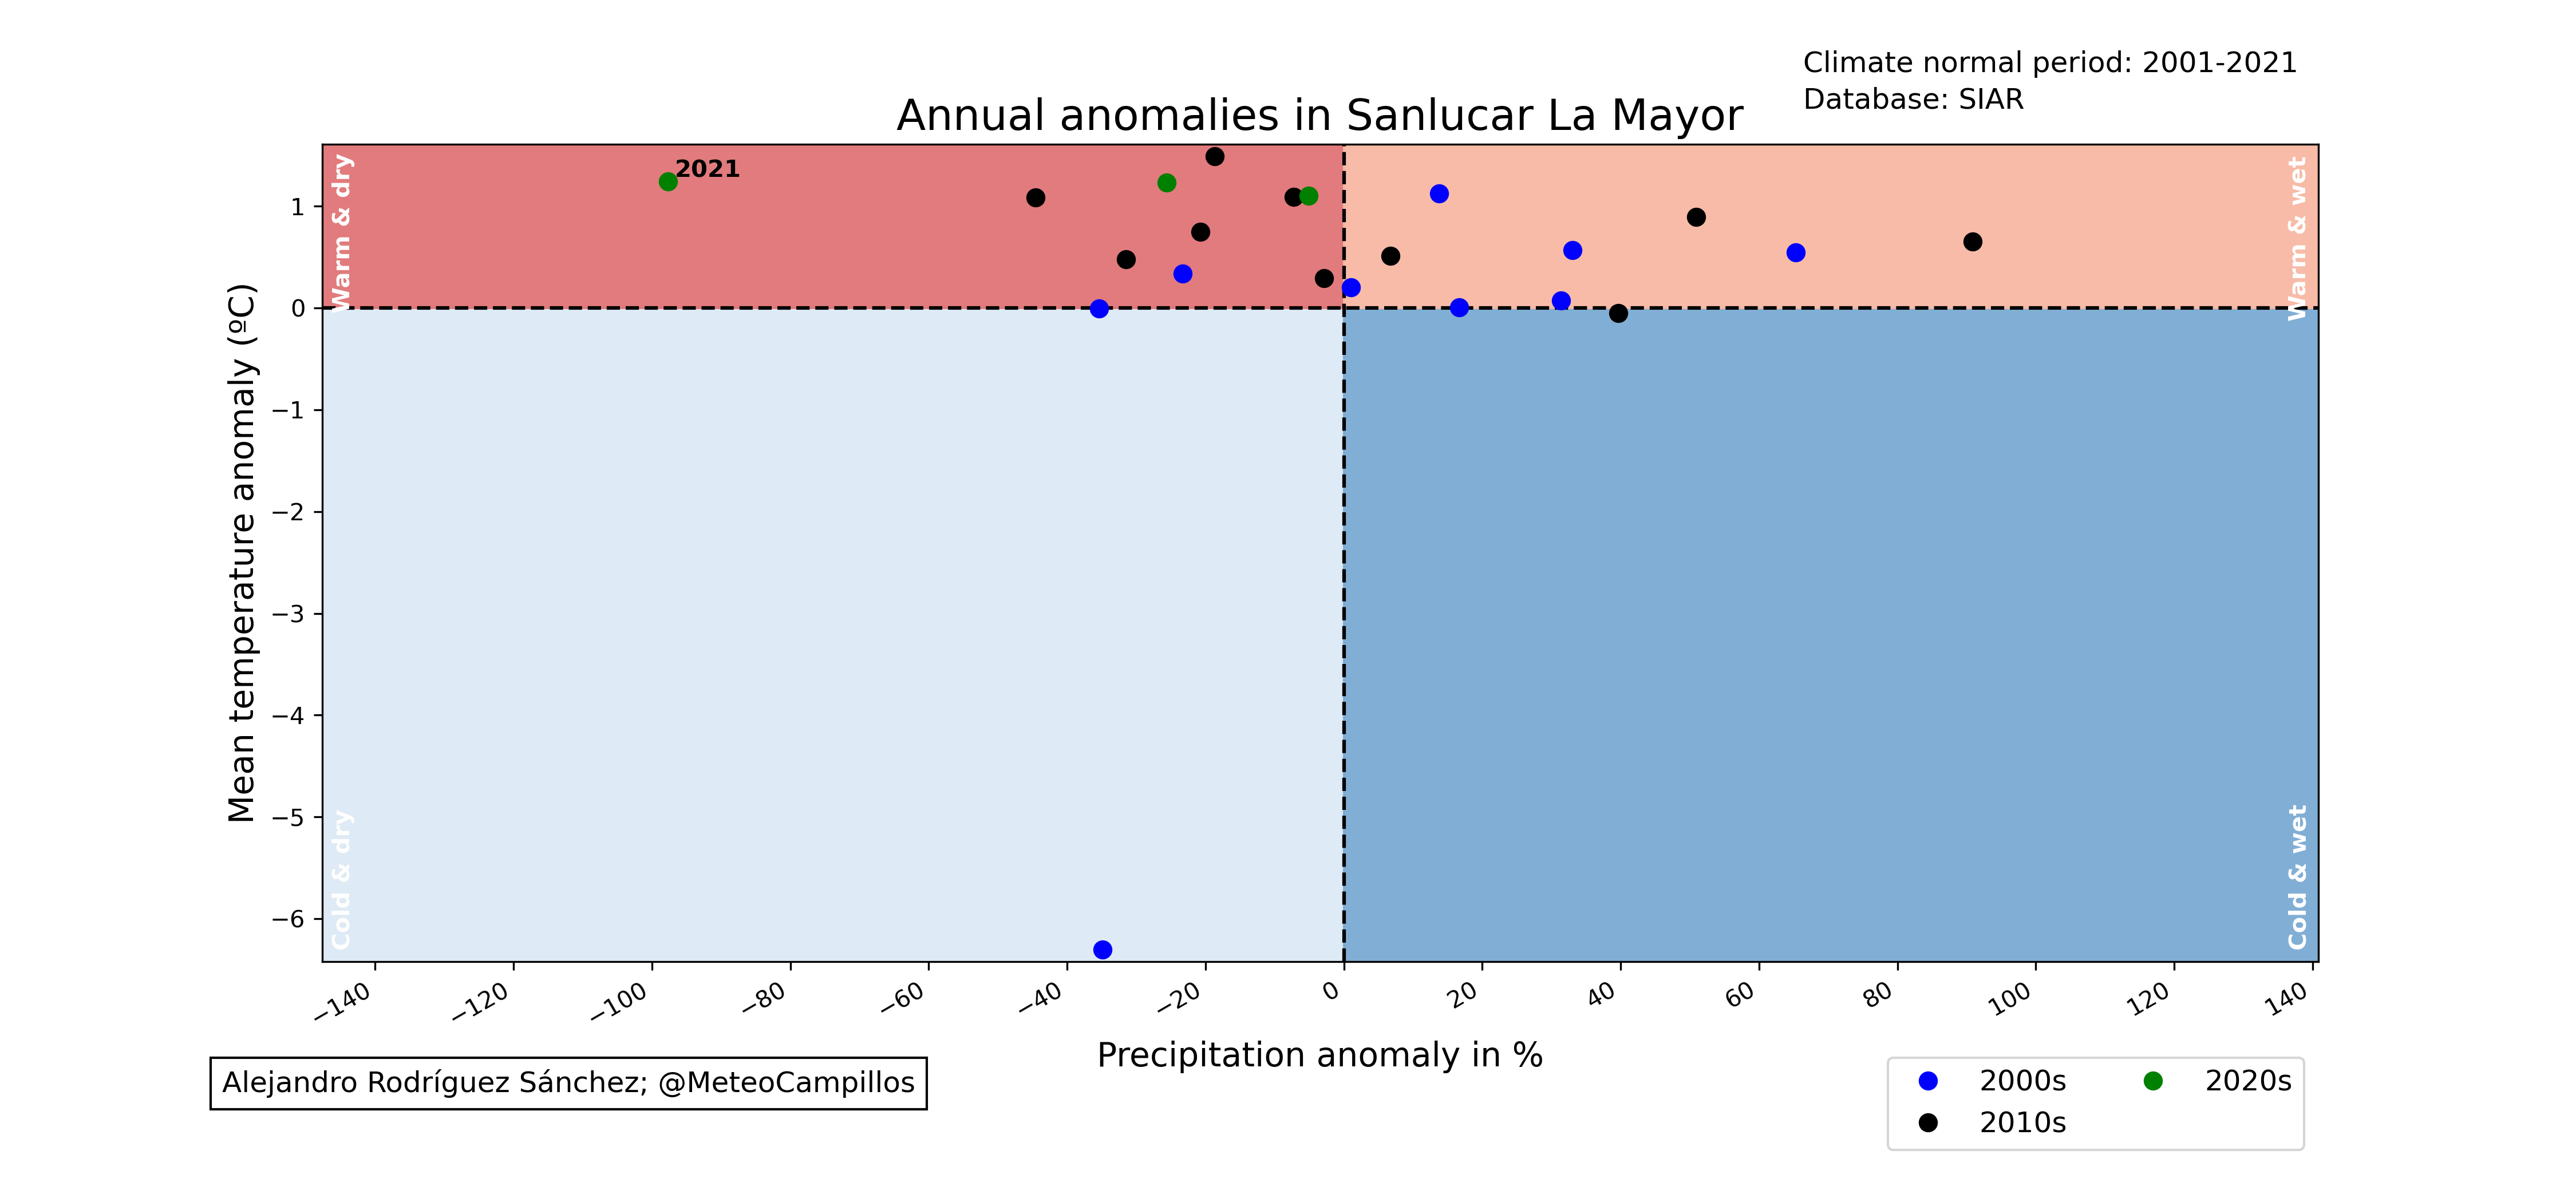 Climate normal period: 2001-2021
Database: SIAR
Annual anomalies in Sanlucar La Mayor
Warm & dry
2021
Warm & wet
Cold & dry
Cold & wet
Mean temperature anomaly (ºC)
1
0
−1
−2
−3
−4
−5
−6
−140
−120
−100
−80
−60
−40
−20
0
20
40
60
80
100
120
140
Precipitation anomaly in %
Alejandro Rodríguez Sánchez; @MeteoCampillos
2000s
2010s
2020s